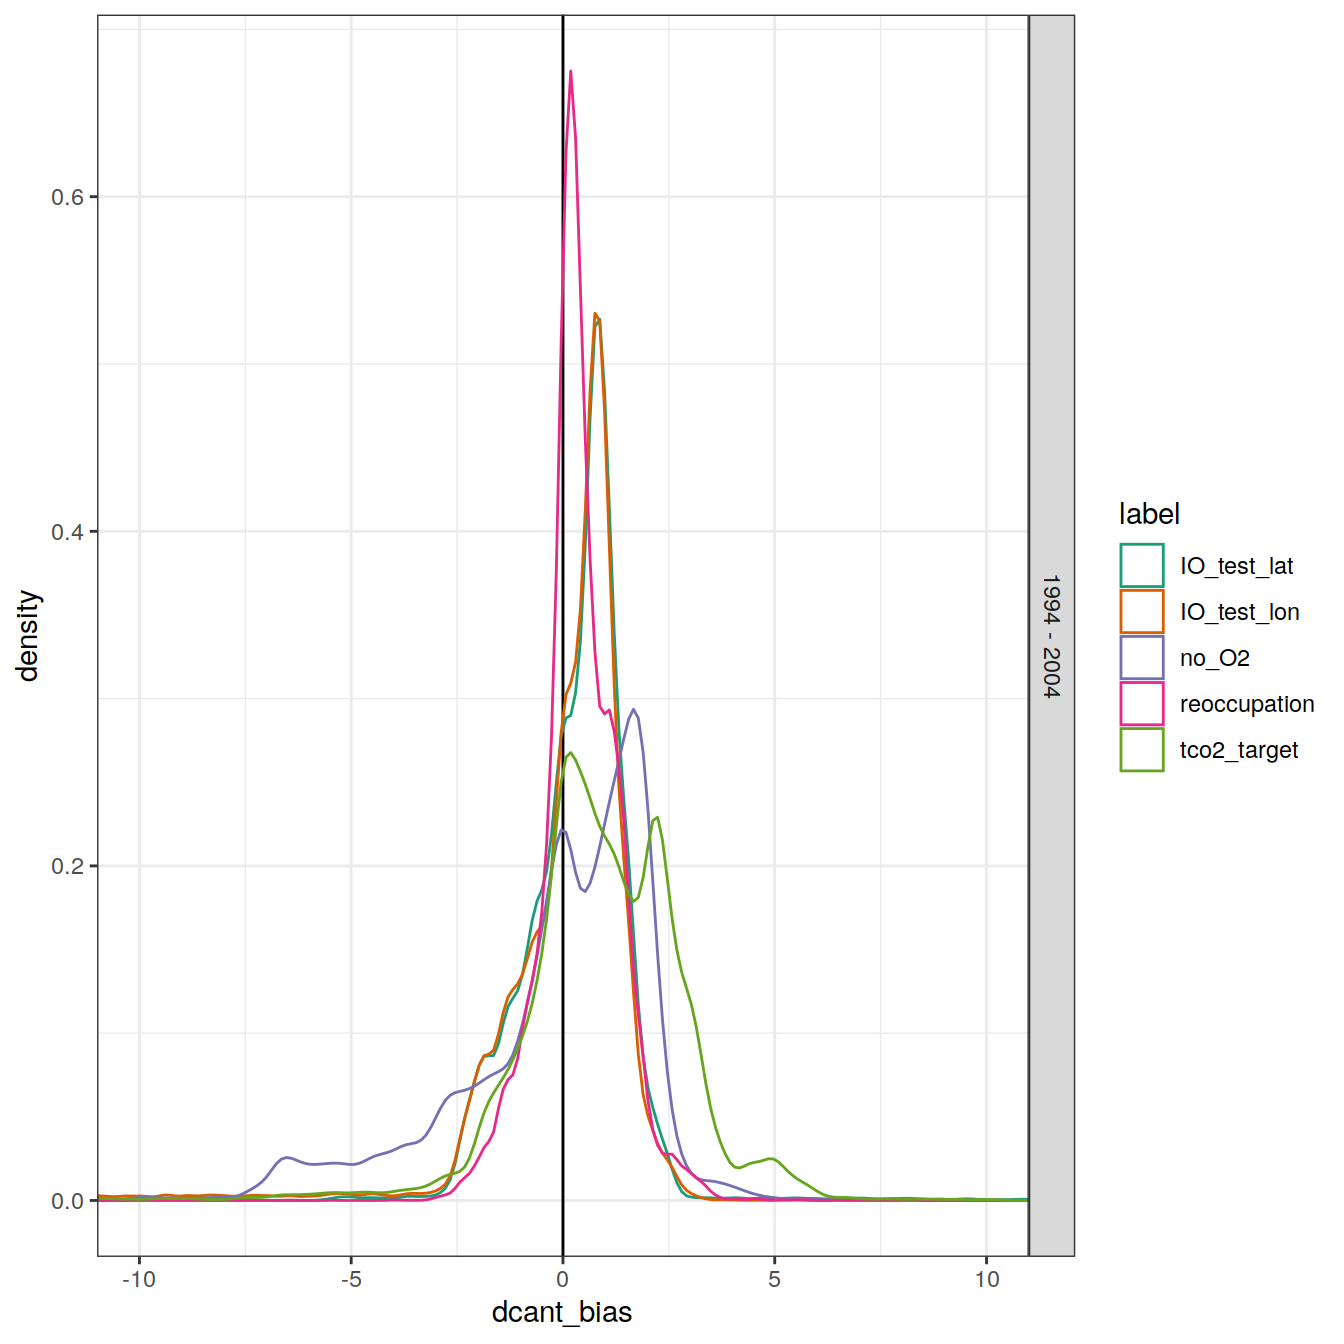 0.6
0.4
0.2
0.0
density
-10
-5
0
5
10
dcant_bias
1994 - 2004
label
IO_test_lat
IO_test_lon
no_O2
reoccupation
tco2_target